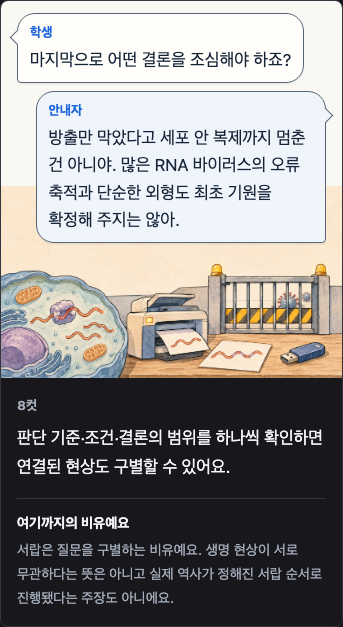 학생
마지막으로 어떤 결론을 조심해야 하죠?
안내자
방출만 막았다고 세포 안 복제까지 멈춘
건 아니야. 많은 RNA 바이러스의 오류
축적과 단순한 외형도 최초 기원을
확정해 주지는 않아.
8컷
판단 기준·조건·결론의 범위를 하나씩 확인하면
연결된 현상도 구별할 수 있어요.
여기까지의 비유예요
서랍은 질문을 구별하는 비유예요. 생명 현상이 서로
무관하다는 뜻은 아니고 실제 역사가 정해진 서랍 순서로
진행됐다는 주장도 아니에요.